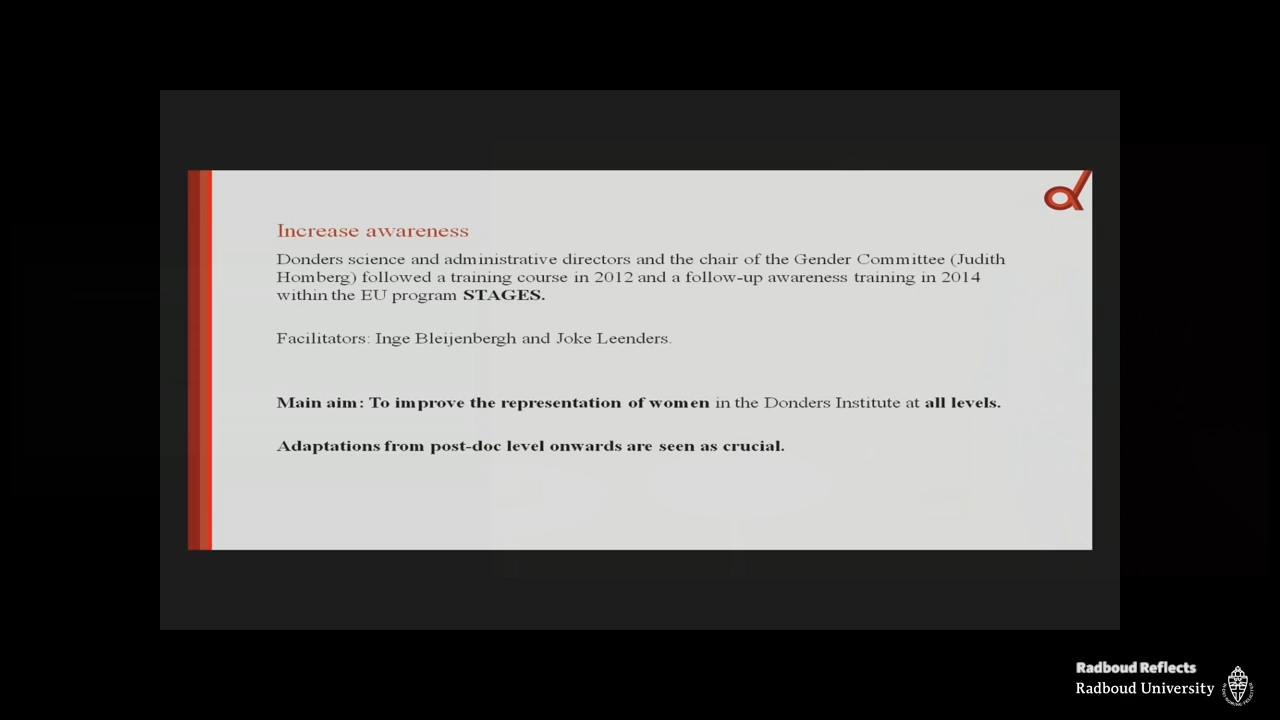 Increase awareness
Donders science and administrative directors and the chair of the Gender Committee (Judith
Homberg) followed a training course in 2012 and a follow-up awareness training in 2014
within the EU program STAGES.
Facilitators: Inge Bleijenbergh and Joke Leenders.
Main aim: To improve the representation of women in the Donders Institute at all levels.
Adaptations from post-doc level onwards are seen as crucial.
Radboud Reflects
Radboud University